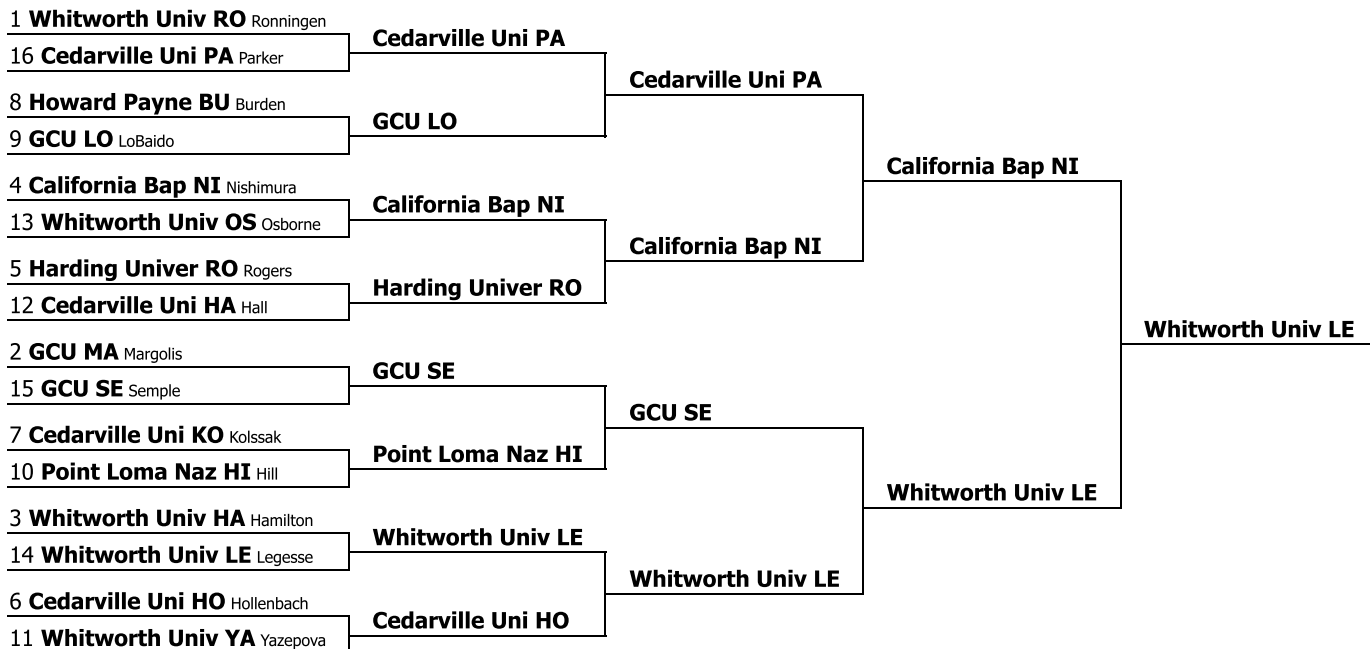 1 Whitworth Univ RO Ronningen
16 Cedarville Uni PA Parker
8 Howard Payne BU Burden
9 GCU LO LoBaido
4 California Bap NI Nishimura
13 Whitworth Univ OS Osborne
5 Harding Univer RO Rogers
12 Cedarville Uni HA Hall
2 GCU MA Margolis
15 GCU SE Semple
7 Cedarville Uni KO Kolssak
10 Point Loma Naz HI Hill
3 Whitworth Univ HA Hamilton
14 Whitworth Univ LE Legesse
6 Cedarville Uni HO Hollenbach
11 Whitworth Univ YA Yazepova
Cedarville Uni PA
GCU LO
California Bap NI
Harding Univer RO
GCU SE
Point Loma Naz HI
Whitworth Univ LE
Cedarville Uni HO
Cedarville Uni PA
California Bap NI
GCU SE
Whitworth Univ LE
California Bap NI
Whitworth Univ LE
Whitworth Univ LE